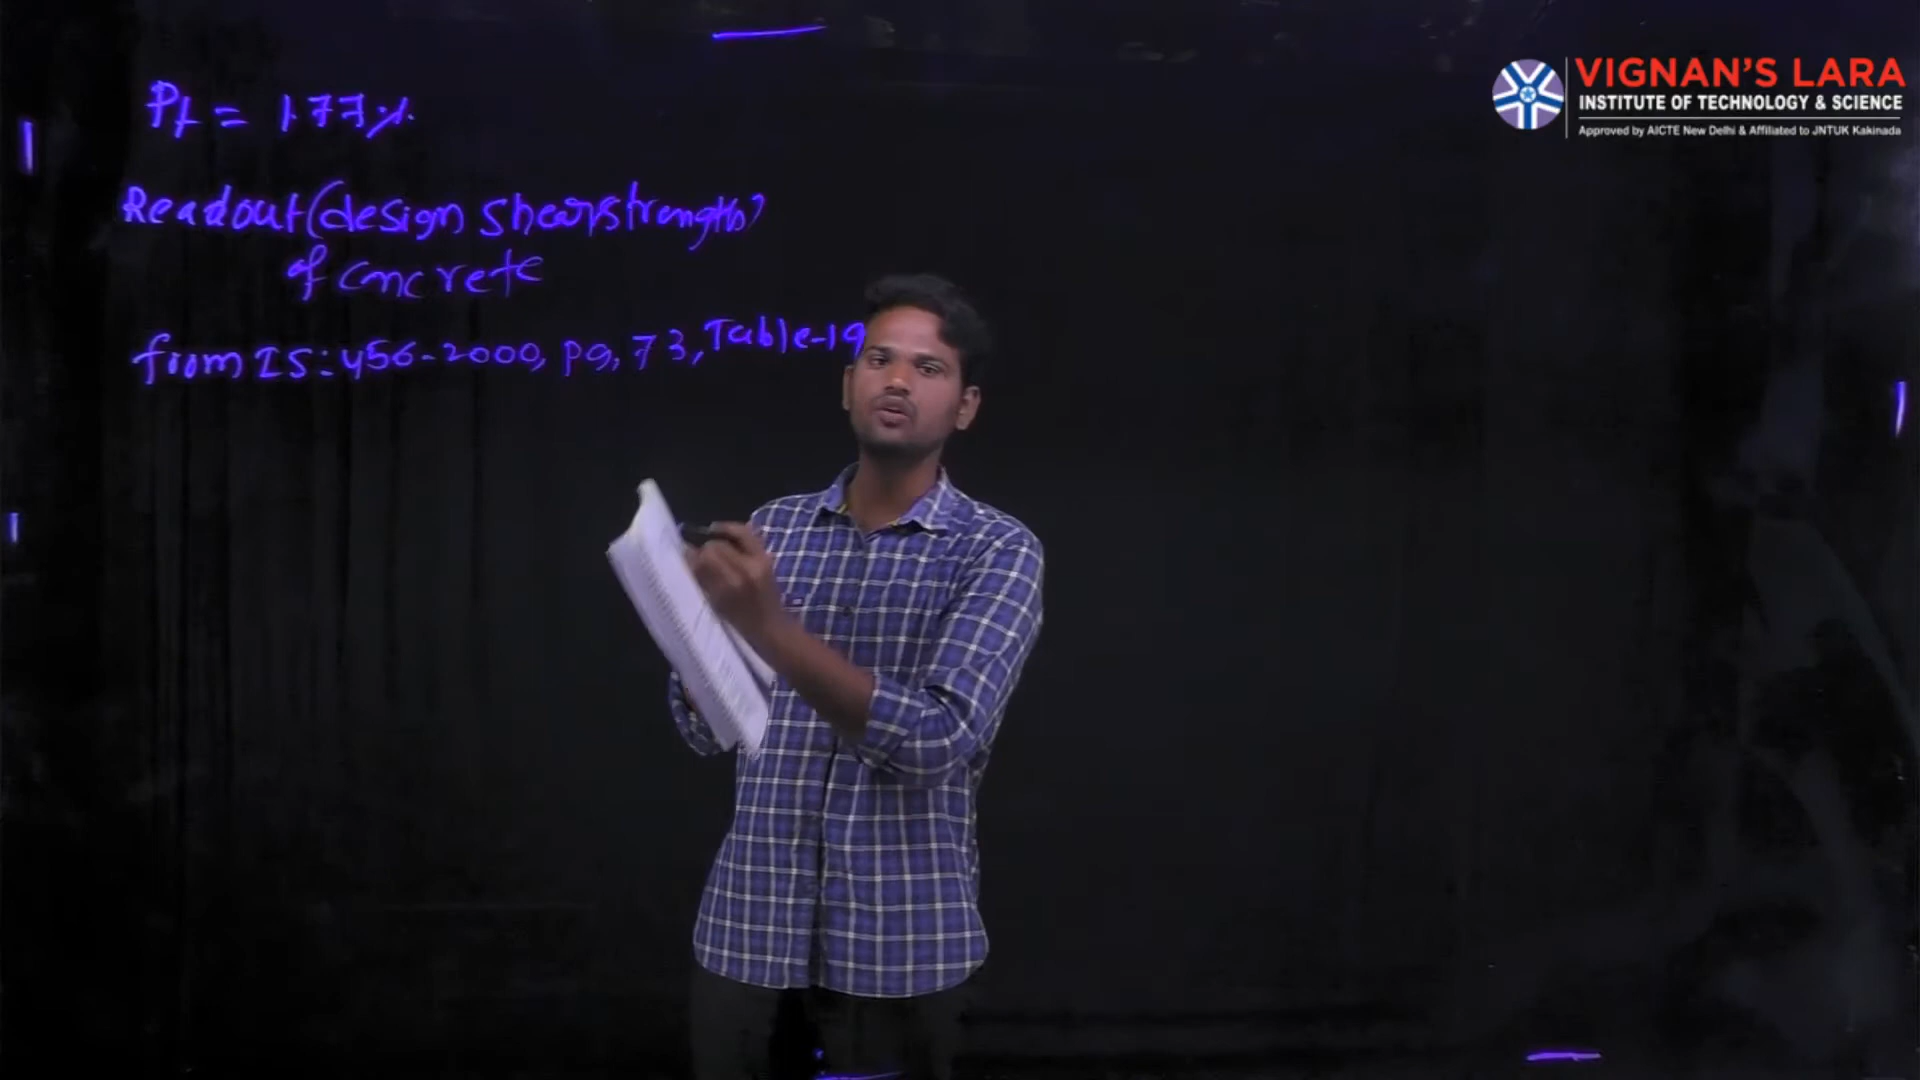 Pt = 1.77%
Readout (design shear strength)
of concrete
from IS:456-2000, pg, 73, Table-19
VIGNAN'S LARA
INSTITUTE OF TECHNOLOGY & SCIENCE
Approved by AICTE New Delhi & Affiliated to JNTUK Kakinada